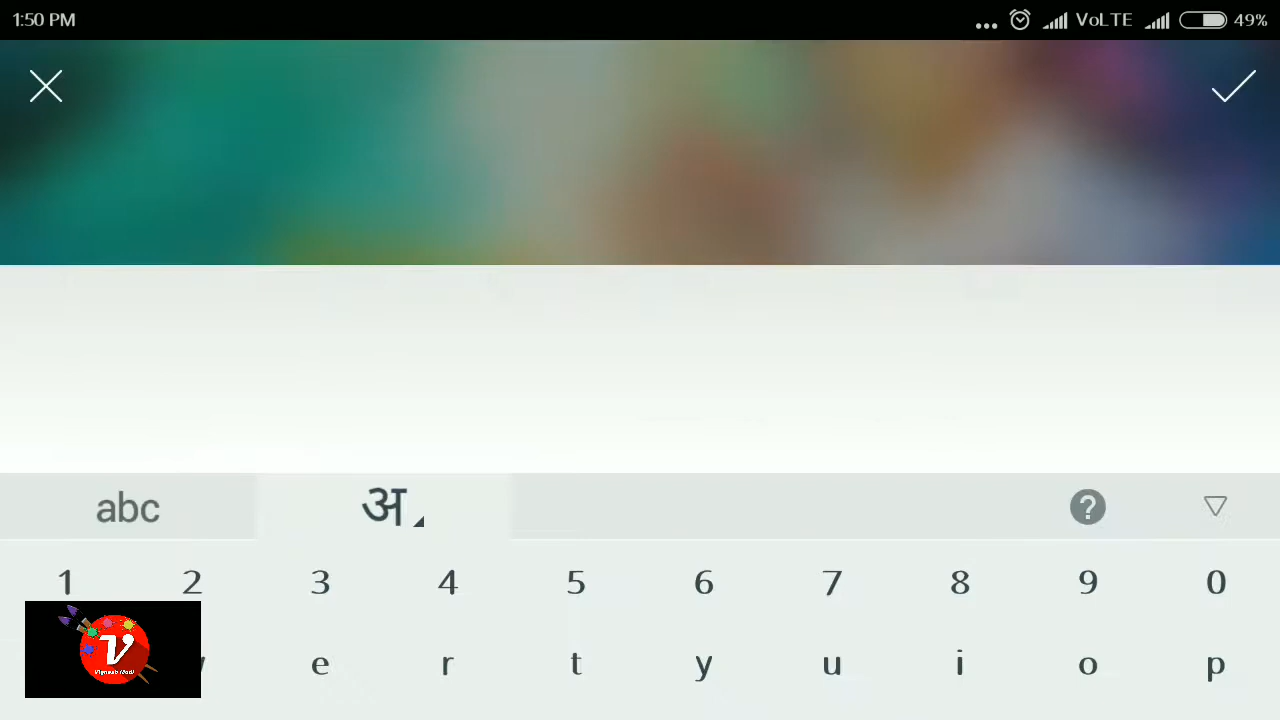 1:50 PM
... VoLTE 49%
abc अ ?
1 2 3 4 5 6 7 8 9 0
e r t y u i o p
V